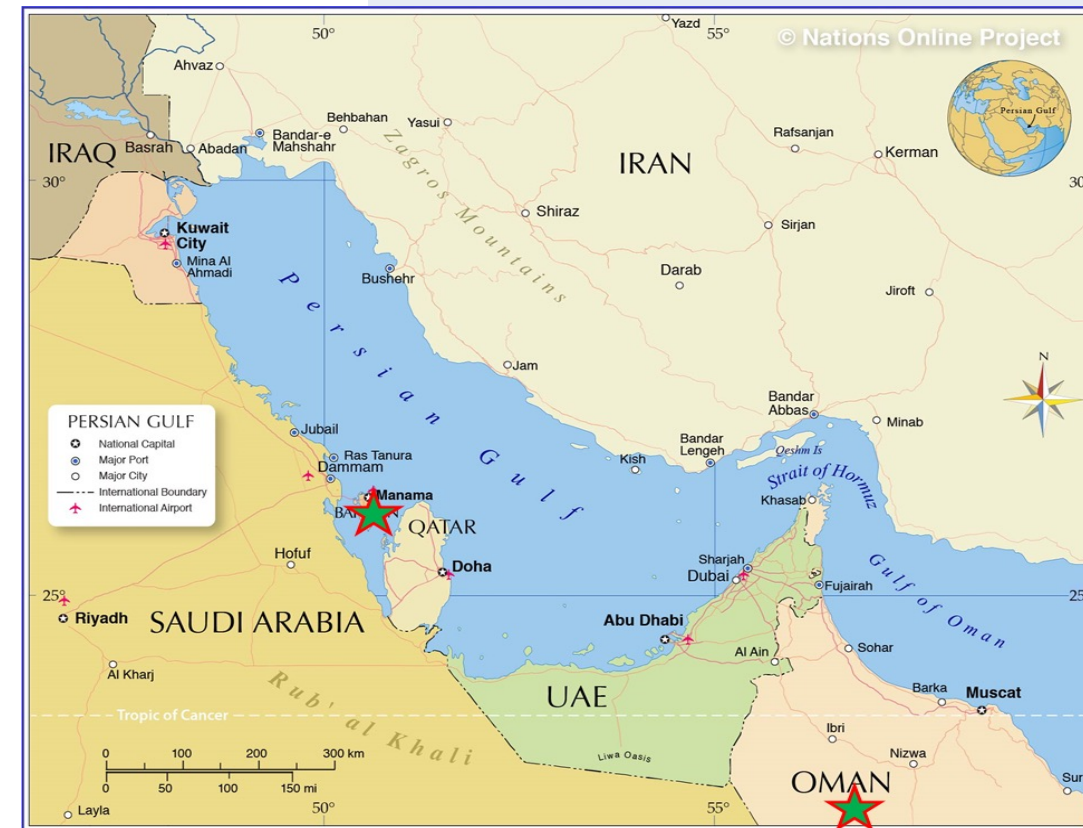 50°
55°
Yazd
© Nations Online Project
Ahvaz
Behbahan
Yasuj
Bandar-e
Mahshahr
Zagros Mountains
IRAN
Rafsanjan
Kerman
Persian Gulf
IRAQ
Basrah
Abadan
30°
30
Shiraz
Sirjan
Kuwait
City
Mina Al
Ahmadi
Bushehr
Darab
Jiroft
Persian Gulf
Jam
Bandar
Abbas
Minab
N
PERSIAN GULF
National Capital
Major Port
Major City
International Boundary
International Airport
Jubail
Ras Tanura
Dammam
Manama
QATAR
Doha
Kish
Bandar
Lengeh
Qeshm Is
Strait of Hormuz
Khasab
Hofuf
Sharjah
Dubai
Fujairah
Gulf of Oman
25°
25
Riyadh
SAUDI ARABIA
Abu Dhabi
Al Ain
Sohar
Al Kharj
Rub' al Khali
UAE
Barka
Muscat
Tropic of Cancer
Ibri
Nizwa
Liwa Oasis
OMAN
Sur
0 100 200 300 km
0 50 100 150 mi
Layla
50°
55°